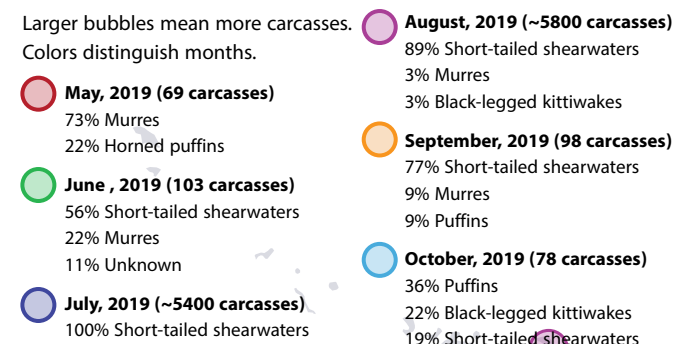 Larger bubbles mean more carcasses.
Colors distinguish months.
May, 2019 (69 carcasses)
73% Murres
22% Horned puffins
June , 2019 (103 carcasses)
56% Short-tailed shearwaters
22% Murres
11% Unknown
July, 2019 (~5400 carcasses)
100% Short-tailed shearwaters
August, 2019 (~5800 carcasses)
89% Short-tailed shearwaters
3% Murres
3% Black-legged kittiwakes
September, 2019 (98 carcasses)
77% Short-tailed shearwaters
9% Murres
9% Puffins
October, 2019 (78 carcasses)
36% Puffins
22% Black-legged kittiwakes
19% Short-tailed shearwaters